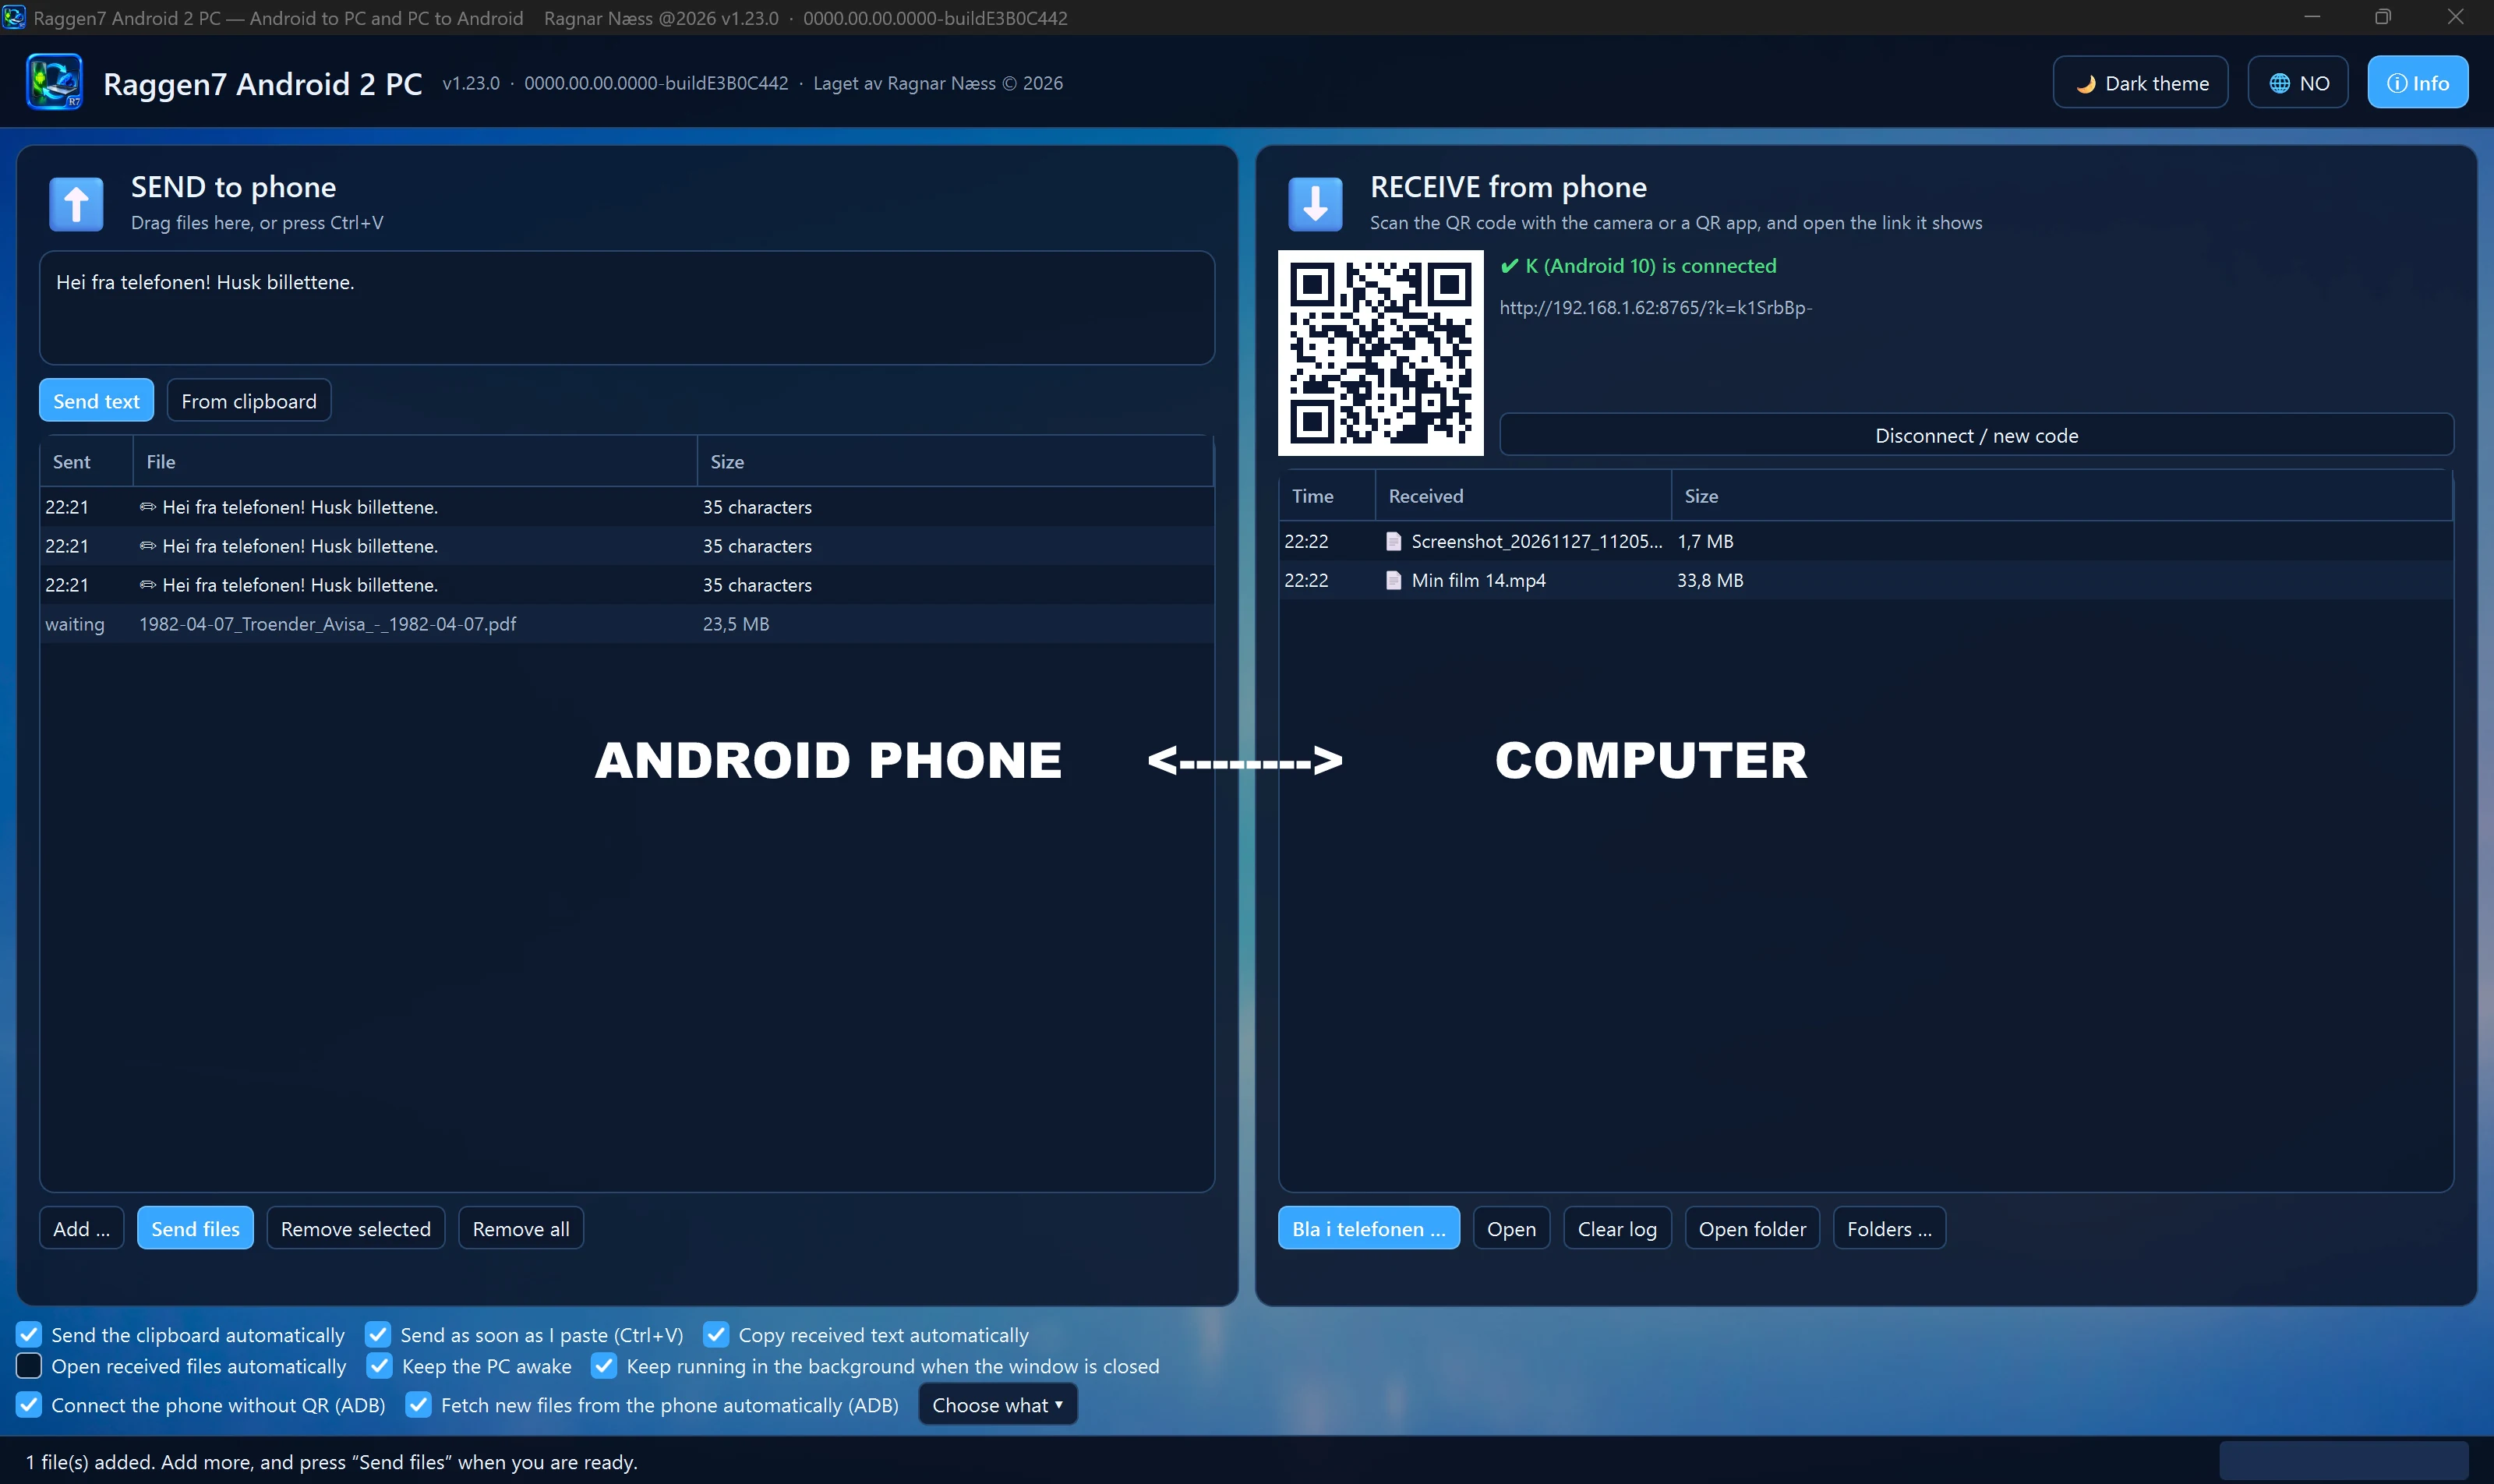 Raggen7 Android 2 PC — Android to PC and PC to Android Ragnar Næss @2026 v1.23.0 · 0000.00.00.0000-buildE3B0C442
Raggen7 Android 2 PC v1.23.0 · 0000.00.00.0000-buildE3B0C442 · Laget av Ragnar Næss © 2026
Dark theme
NO
Info
SEND to phone
Drag files here, or press Ctrl+V
Hei fra telefonen! Husk billettene.
Send text
From clipboard
Sent File Size
22:21 Hei fra telefonen! Husk billettene. 35 characters
22:21 Hei fra telefonen! Husk billettene. 35 characters
22:21 Hei fra telefonen! Husk billettene. 35 characters
waiting 1982-04-07_Troender_Avisa_-_1982-04-07.pdf 23,5 MB
Add ...
Send files
Remove selected
Remove all
RECEIVE from phone
Scan the QR code with the camera or a QR app, and open the link it shows
✔ K (Android 10) is connected
http://192.168.1.62:8765/?k=k1SrbBp-
Disconnect / new code
Time Received Size
22:22 Screenshot_20261127_11205... 1,7 MB
22:22 Min film 14.mp4 33,8 MB
ANDROID PHONE <--------> COMPUTER
Bla i telefonen ...
Open
Clear log
Open folder
Folders ...
Send the clipboard automatically Send as soon as I paste (Ctrl+V) Copy received text automatically
Open received files automatically Keep the PC awake Keep running in the background when the window is closed
Connect the phone without QR (ADB) Fetch new files from the phone automatically (ADB) Choose what ▾
1 file(s) added. Add more, and press “Send files” when you are ready.